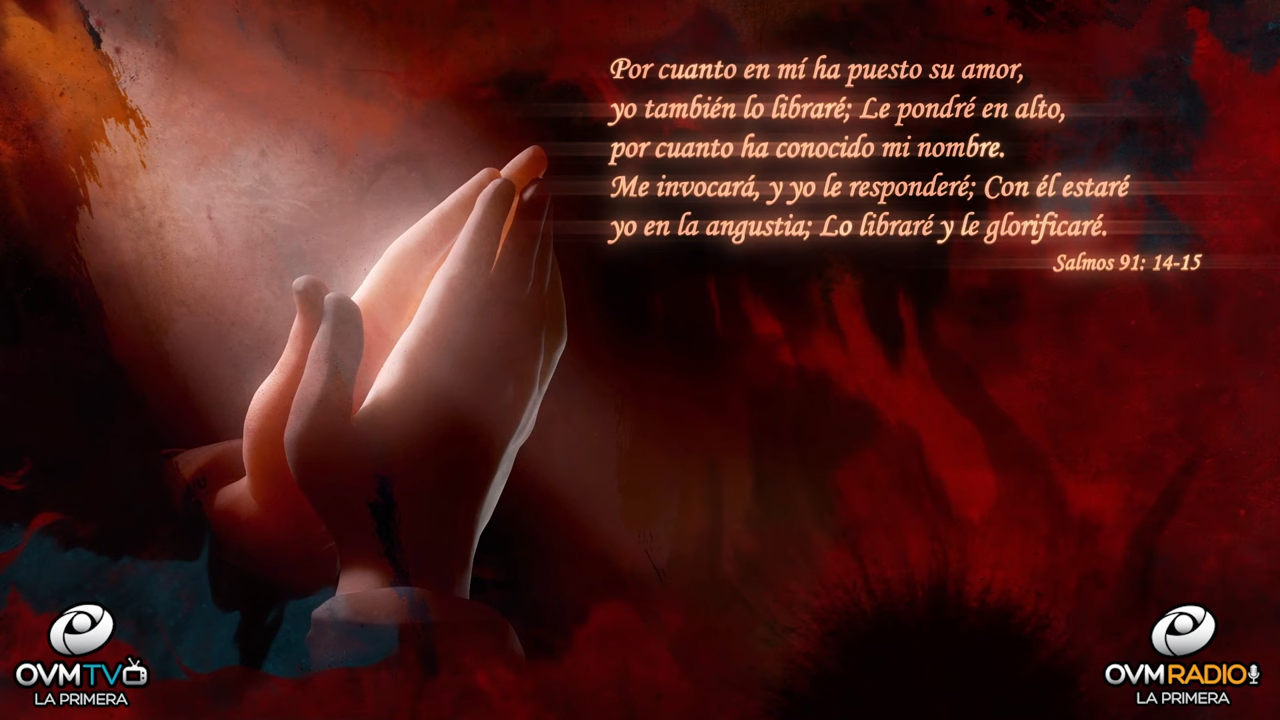 Por cuanto en mí ha puesto su amor,
yo también lo libraré; Le pondré en alto,
por cuanto ha conocido mi nombre.
Me invocará, y yo le responderé; Con él estaré
yo en la angustia; Lo libraré y le glorificaré.
Salmos 91: 14-15
OVMTV
LA PRIMERA
OVMRADIO
LA PRIMERA